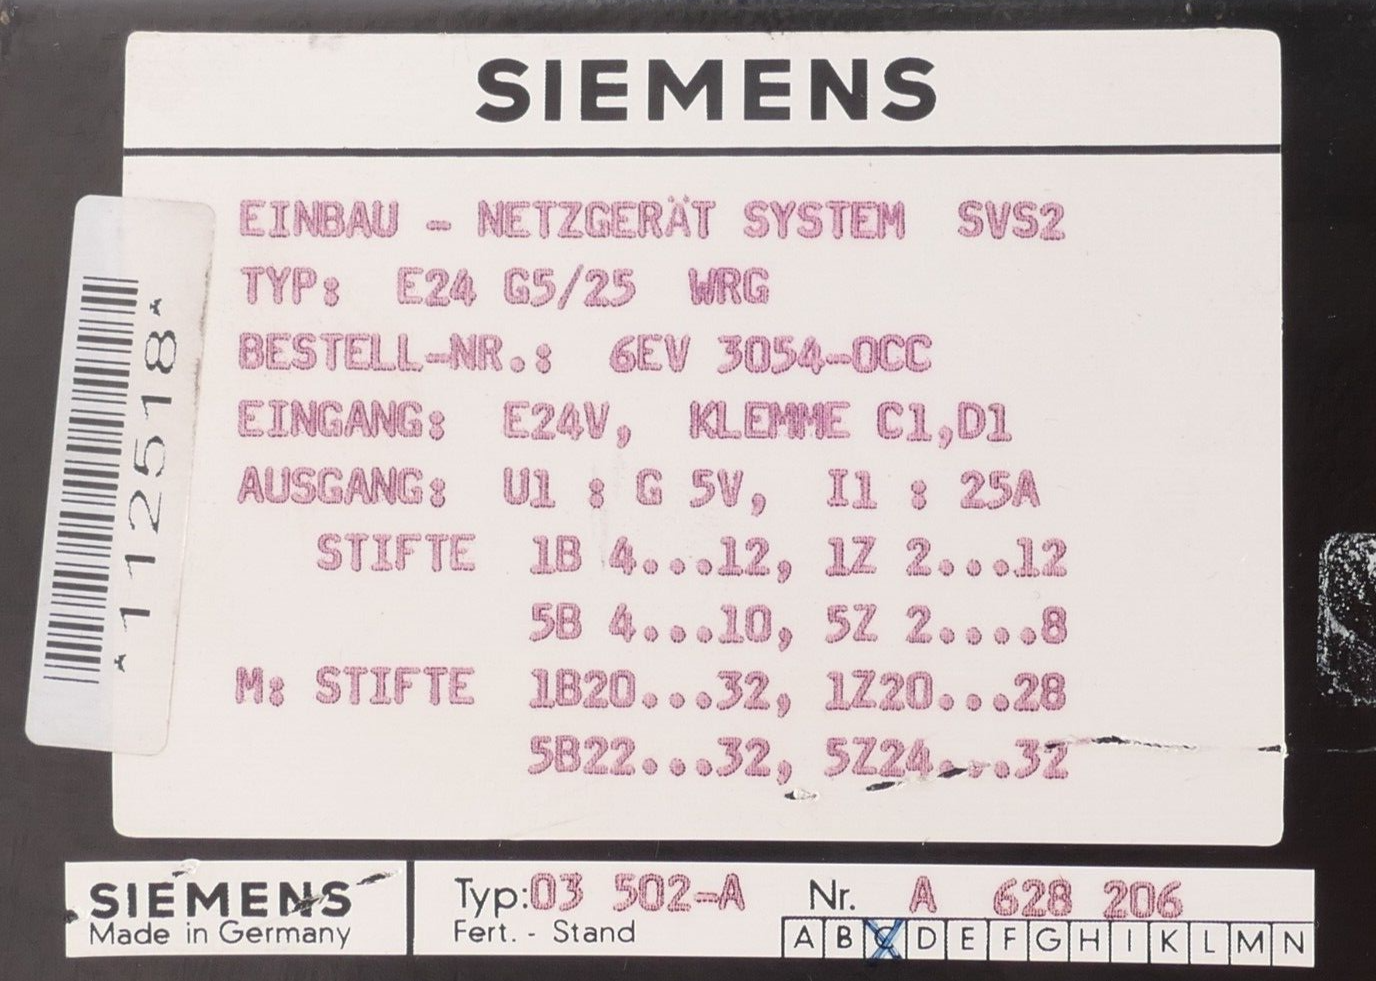 SIEMENS
EINBAU - NETZGERÄT SYSTEM SVS2
TYP: E24 G5/25 WRG
BESTELL-NR.: 6EV 3054-0CC
EINGANG: E24V, KLEMME C1,D1
AUSGANG: U1 : G 5V, I1 : 25A
STIFTE 1B 4...12, 1Z 2...12
5B 4...10, 5Z 2....8
M: STIFTE 1B20...32, 1Z20...28
5B22...32, 5Z24...32
*112518*
SIEMENS
Made in Germany
Typ:03 502-A Nr. A 628 206
Fert. - Stand A B C D E F G H I K L M N